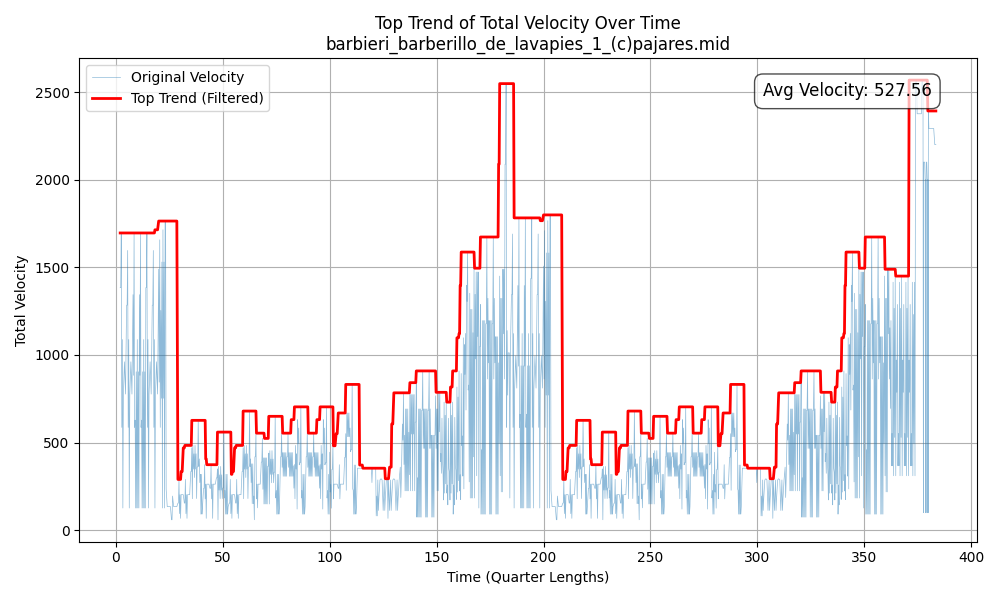 Top Trend of Total Velocity Over Time
barbieri_barberillo_de_lavapies_1_(c)pajares.mid
Original Velocity
Top Trend (Filtered)
Avg Velocity: 527.56
Total Velocity
2500
2000
1500
1000
500
0
0 50 100 150 200 250 300 350 400
Time (Quarter Lengths)